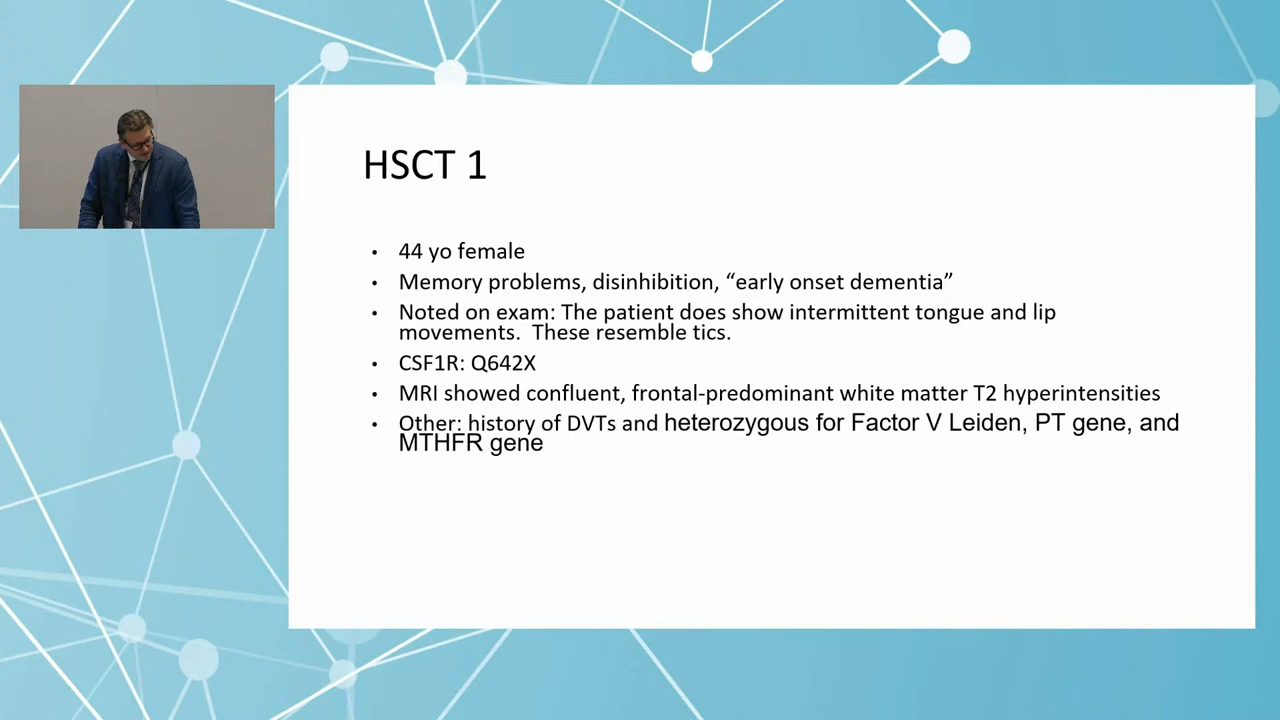 HSCT 1
• 44 yo female
• Memory problems, disinhibition, “early onset dementia”
• Noted on exam: The patient does show intermittent tongue and lip
movements.  These resemble tics.
• CSF1R: Q642X
• MRI showed confluent, frontal-predominant white matter T2 hyperintensities
• Other: history of DVTs and heterozygous for Factor V Leiden, PT gene, and
MTHFR gene